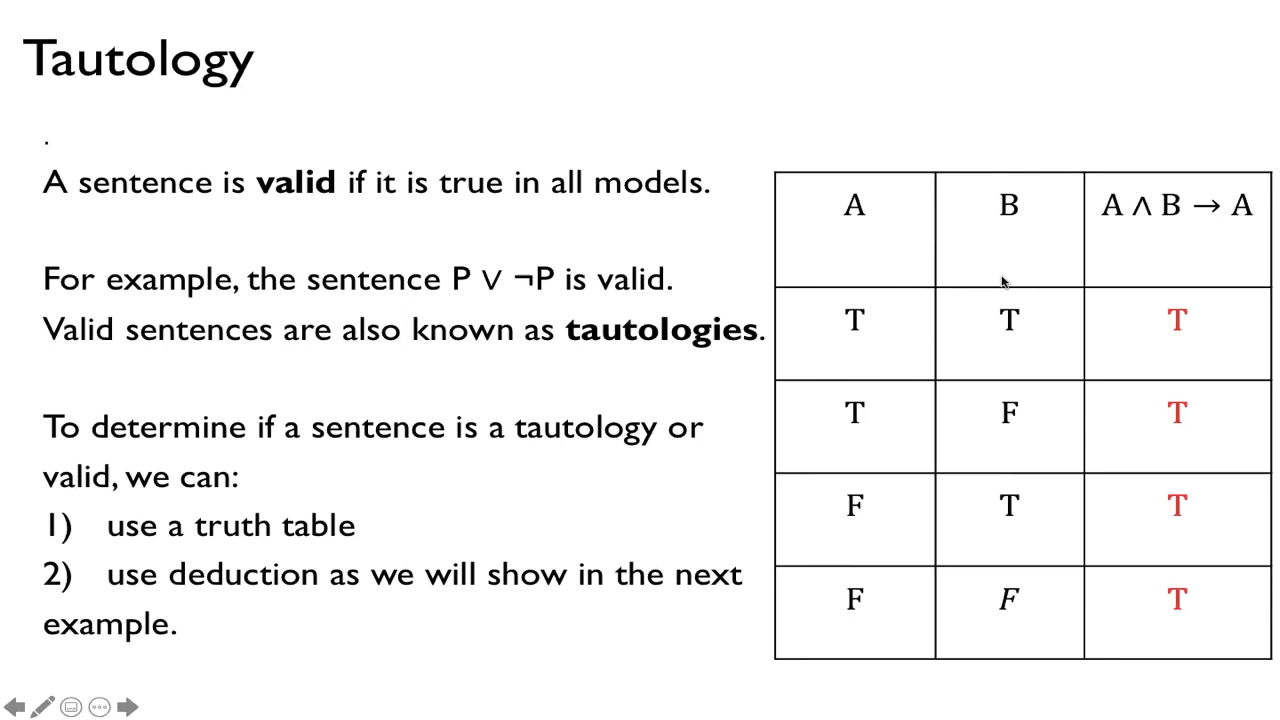 Tautology
.
A sentence is valid if it is true in all models.
For example, the sentence P ∨ ¬P is valid.
Valid sentences are also known as tautologies.
To determine if a sentence is a tautology or
valid, we can:
1) use a truth table
2) use deduction as we will show in the next
example.
A B A ∧ B → A
T T T
T F T
F T T
F F T